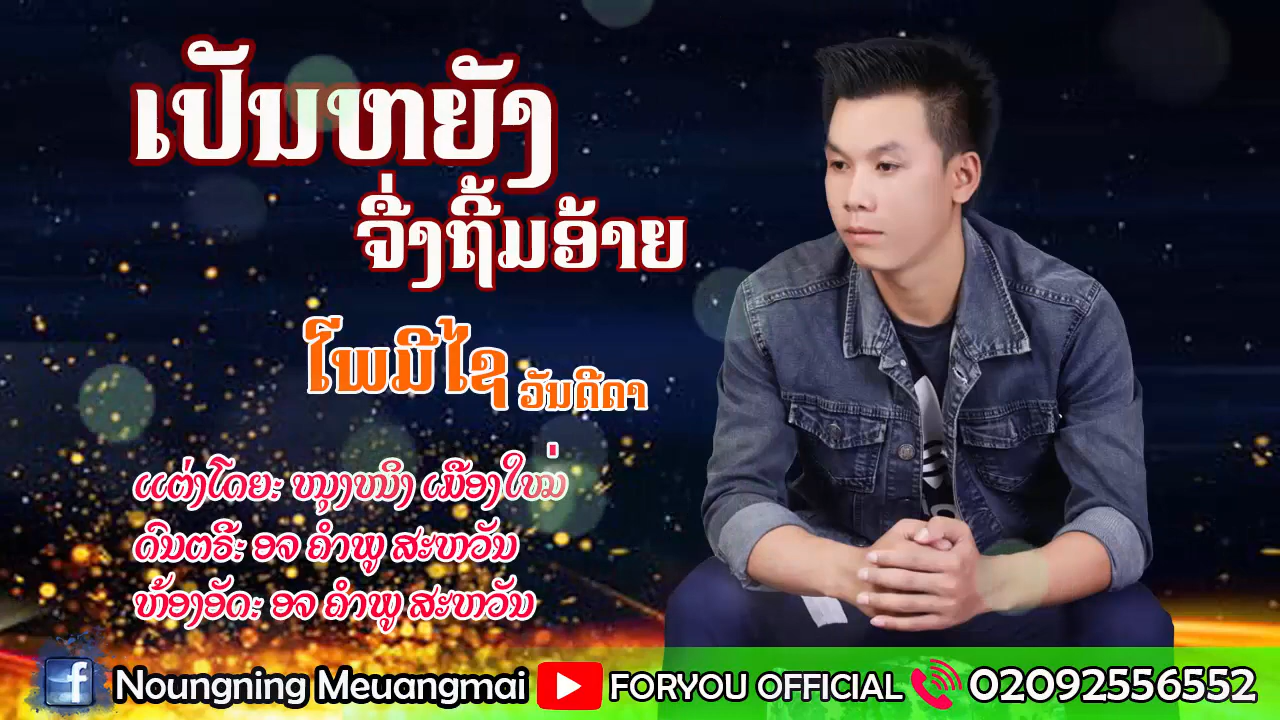 ເປັນຫຍັງ
ຈຶ່ງຖິ້ມອ້າຍ
ໂພມີໄຊ ວັນດີດາ
ແຕ່ງໂດຍ: ໜຸງໜຶງ ເມືອງໃໝ່
ດົນຕຣີ: ອຈ ຄຳພູ ສະຫວັນ
ຫ້ອງອັດ: ອຈ ຄຳພູ ສະຫວັນ
Noungning Meuangmai FORYOU OFFICIAL 02092556552